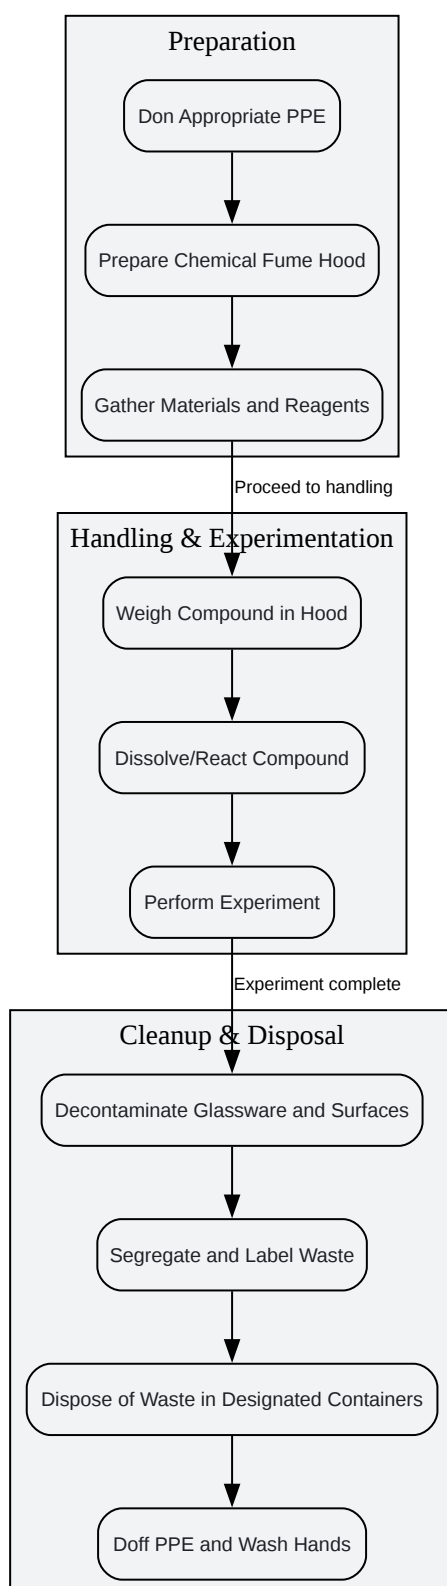 Preparation
Don Appropriate PPE
Prepare Chemical Fume Hood
Gather Materials and Reagents
Proceed to handling
Handling & Experimentation
Weigh Compound in Hood
Dissolve/React Compound
Perform Experiment
Experiment complete
Cleanup & Disposal
Decontaminate Glassware and Surfaces
Segregate and Label Waste
Dispose of Waste in Designated Containers
Doff PPE and Wash Hands